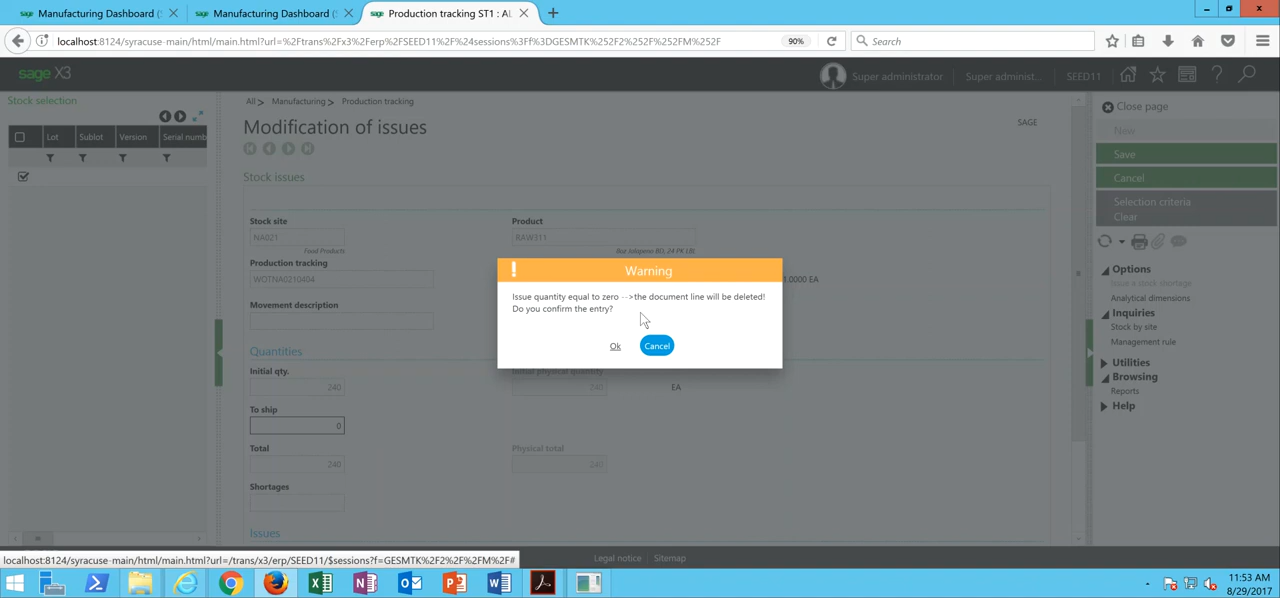 Manufacturing Dashboard (S
Manufacturing Dashboard (S
Production tracking ST1 : AL
localhost:8124/syracuse-main/html/main.html?url=%2Ftrans%2Fx3%2Ferp%2FSEED11%2F%24sessions%3Ff%3DGESMTK%252F2%252F%252FM%252F
90%
Search
sage X3
Super administrator
Super administ...
SEED11
Stock selection
All > Manufacturing > Production tracking
Close page
Modification of issues
SAGE
New
Lot
Sublot
Version
Serial numb
Save
Stock issues
Cancel
Selection criteria
Clear
Stock site
Product
NA021
RAW311
Food Products
Production tracking
WOTNA0210404
1.0000 EA
Movement description
Warning
Issue quantity equal to zero -->the document line will be deleted!
Do you confirm the entry?
Ok
Cancel
Options
Issue a stock shortage
Analytical dimensions
Inquiries
Stock by site
Management rule
Utilities
Browsing
Reports
Help
Quantities
Initial qty.
Initial physical quantity
240
240
EA
To ship
0
Total
Physical total
240
240
Shortages
Issues
localhost:8124/syracuse-main/html/main.html?url=/trans/x3/erp/SEED11/$sessions?f=GESMTK%2F2%2F%2FM%2F#
Legal notice
Sitemap
11:53 AM
8/29/2017